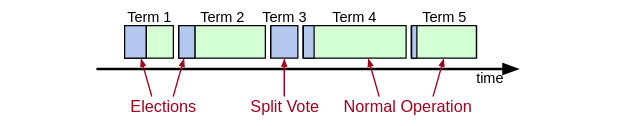 Term 1 Term 2 Term 3 Term 4 Term 5
time
Elections Split Vote Normal Operation